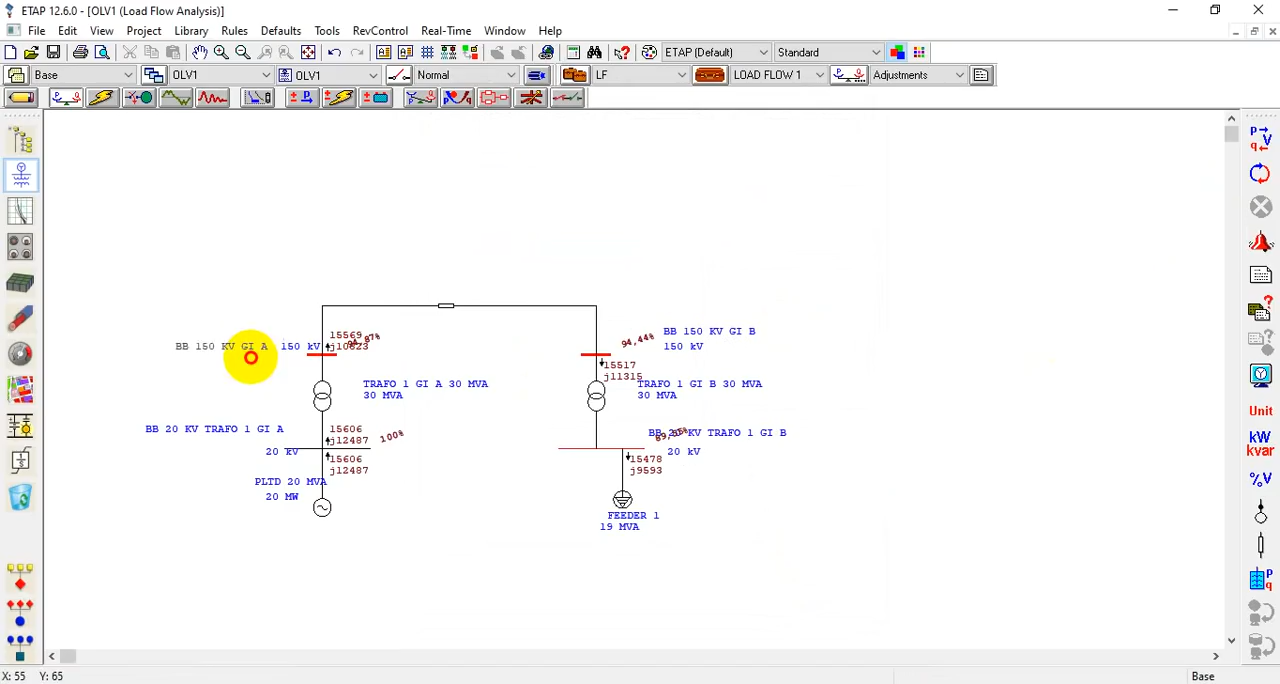 ETAP 12.6.0 - [OLV1 (Load Flow Analysis)]
File Edit View Project Library Rules Defaults Tools RevControl Real-Time Window Help
ETAP (Default) Standard
Base OLV1 OLV1 Normal LF LOAD FLOW 1 Adjustments
BB 150 KV GI A 150 kV
15569
j10623
94,87%
94,44%
BB 150 KV GI B
150 kV
15517
j11315
TRAFO 1 GI A 30 MVA
30 MVA
TRAFO 1 GI B 30 MVA
30 MVA
BB 20 KV TRAFO 1 GI A
20 kV
15606
j12487
100%
15606
j12487
BB 20 KV TRAFO 1 GI B
20 kV
15478
j9593
PLTD 20 MVA
20 MW
FEEDER 1
19 MVA
P V
q
Unit
kW
kvar
%V
P
q
X: 55 Y: 65
Base